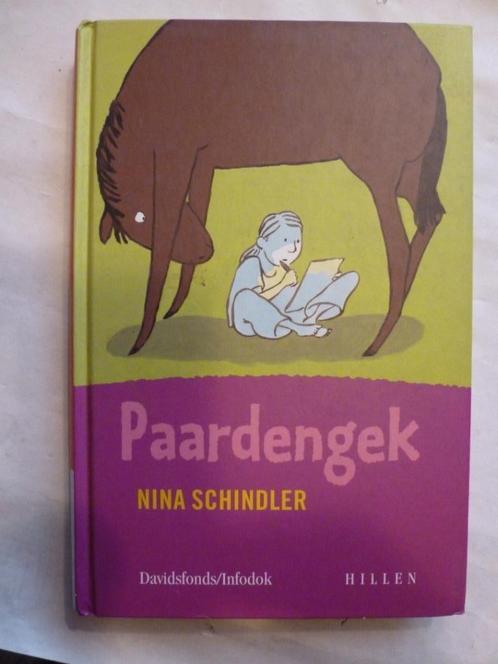 Paardengek
NINA SCHINDLER
Davidsfonds/Infodok HILLEN